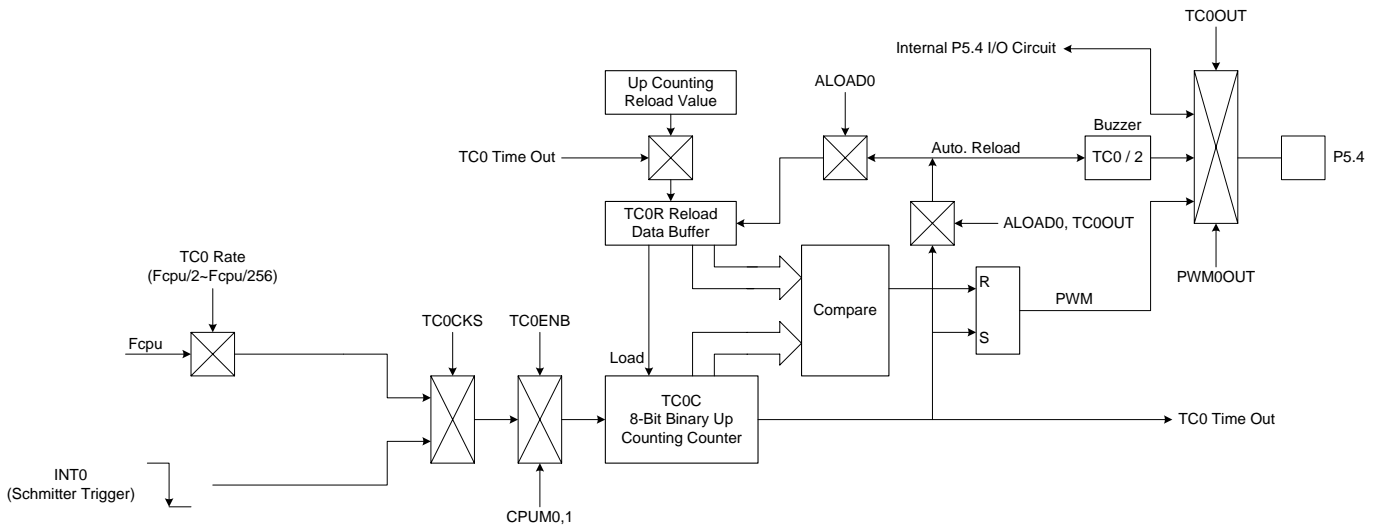 TC0OUT
Internal P5.4 I/O Circuit
Up Counting
Reload Value
ALOAD0
Buzzer
TC0 Time Out
Auto. Reload
TC0 / 2
P5.4
TC0R Reload
Data Buffer
ALOAD0, TC0OUT
TC0 Rate
(Fcpu/2~Fcpu/256)
PWM0OUT
R
PWM
Compare
TC0CKS
TC0ENB
S
Fcpu
Load
TC0C
8-Bit Binary Up
Counting Counter
TC0 Time Out
INT0
(Schmitter Trigger)
CPUM0,1